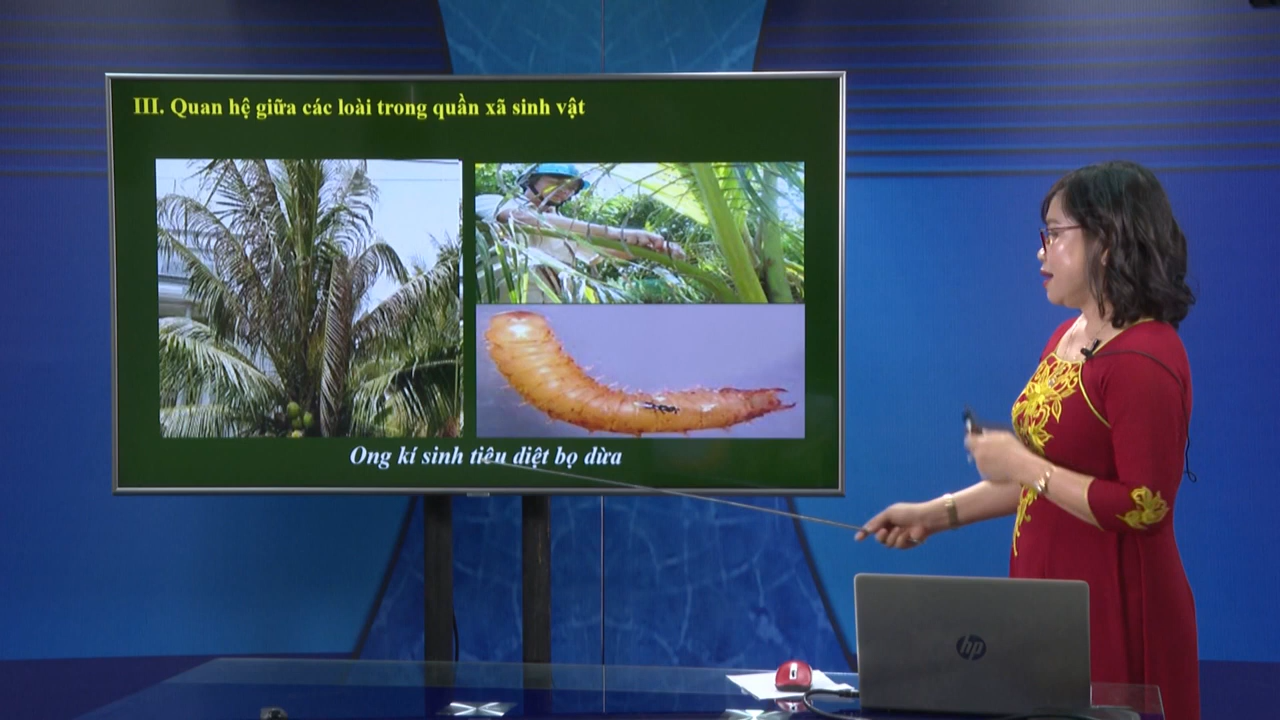 III. Quan hệ giữa các loài trong quần xã sinh vật
Ong kí sinh tiêu diệt bọ dừa
hp